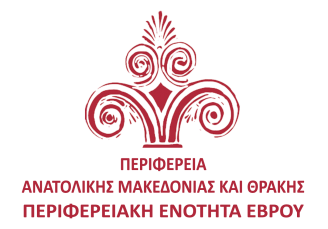 ΠΕΡΙΦΕΡΕΙΑ
ΑΝΑΤΟΛΙΚΗΣ ΜΑΚΕΔΟΝΙΑΣ ΚΑΙ ΘΡΑΚΗΣ
ΠΕΡΙΦΕΡΕΙΑΚΗ ΕΝΟΤΗΤΑ ΕΒΡΟΥ